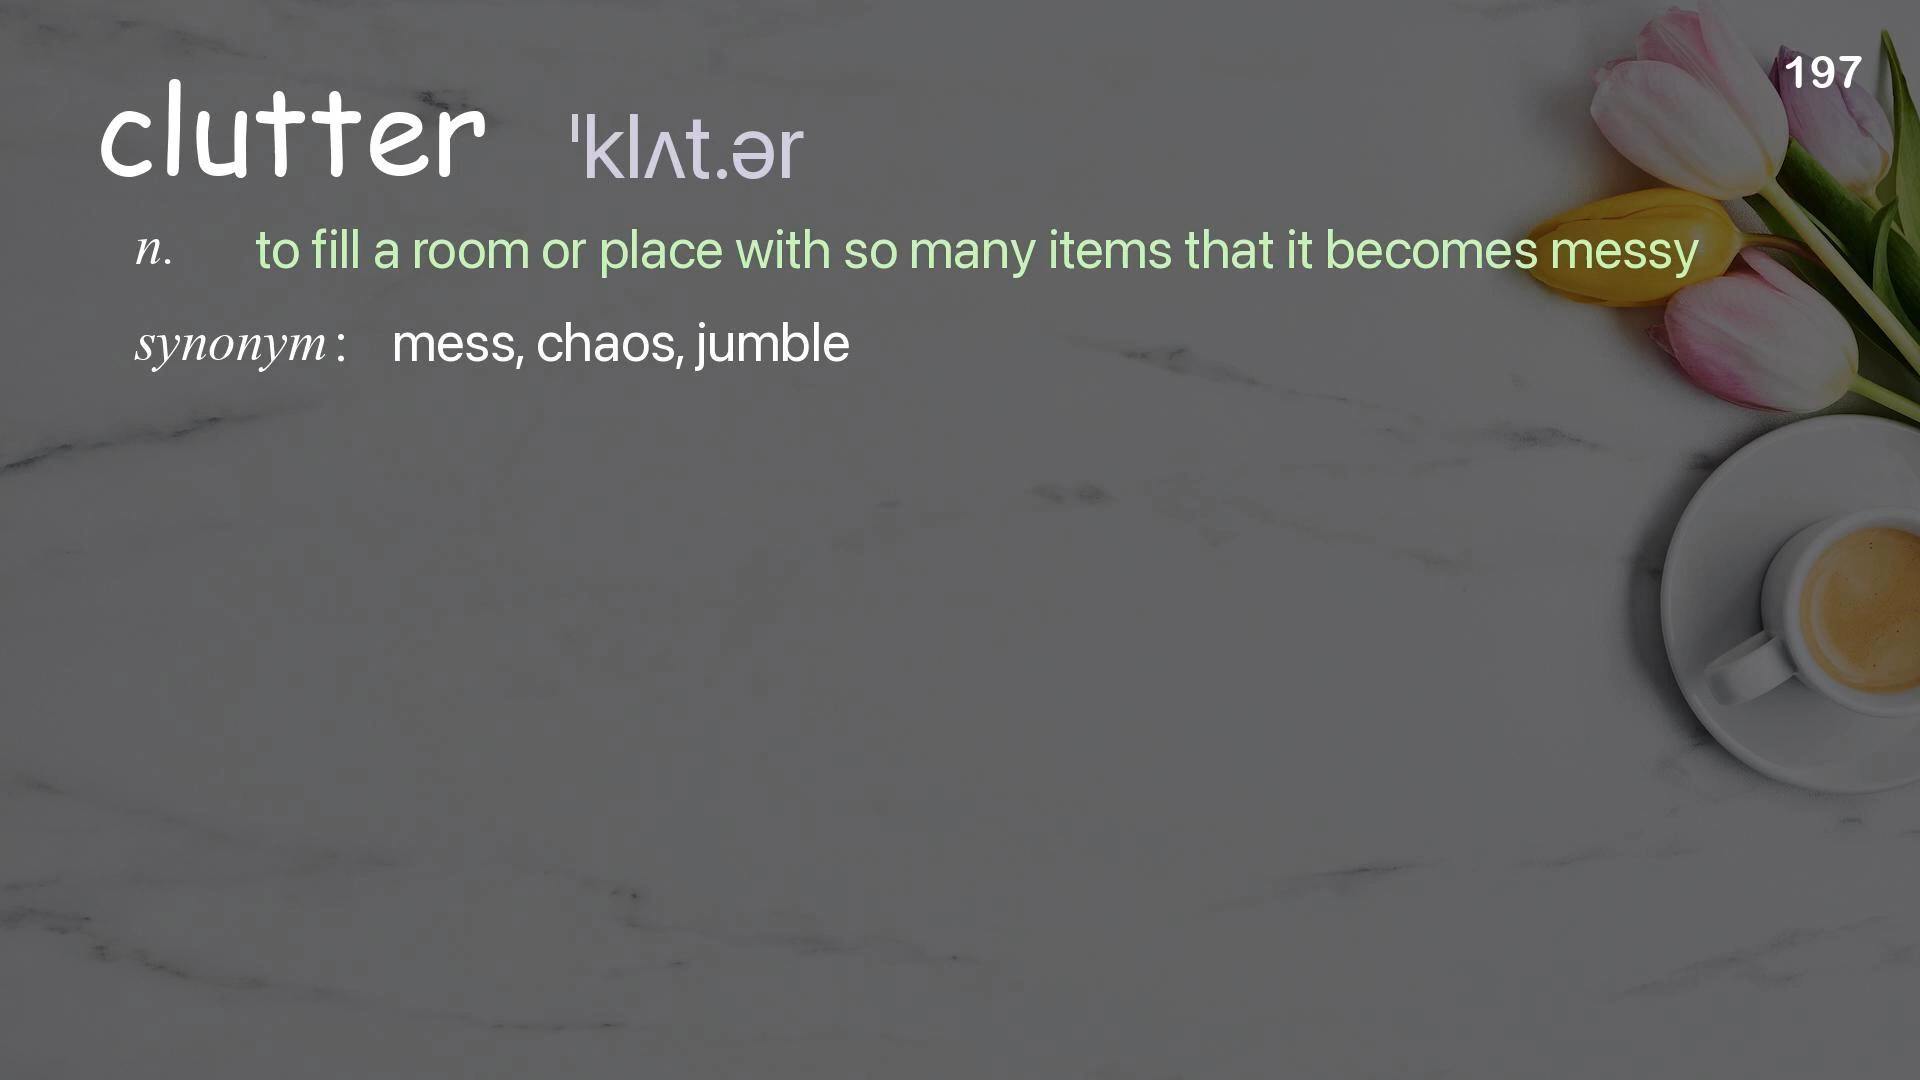 197
clutter ˈklʌt.ər
n. to fill a room or place with so many items that it becomes messy
synonym: mess, chaos, jumble